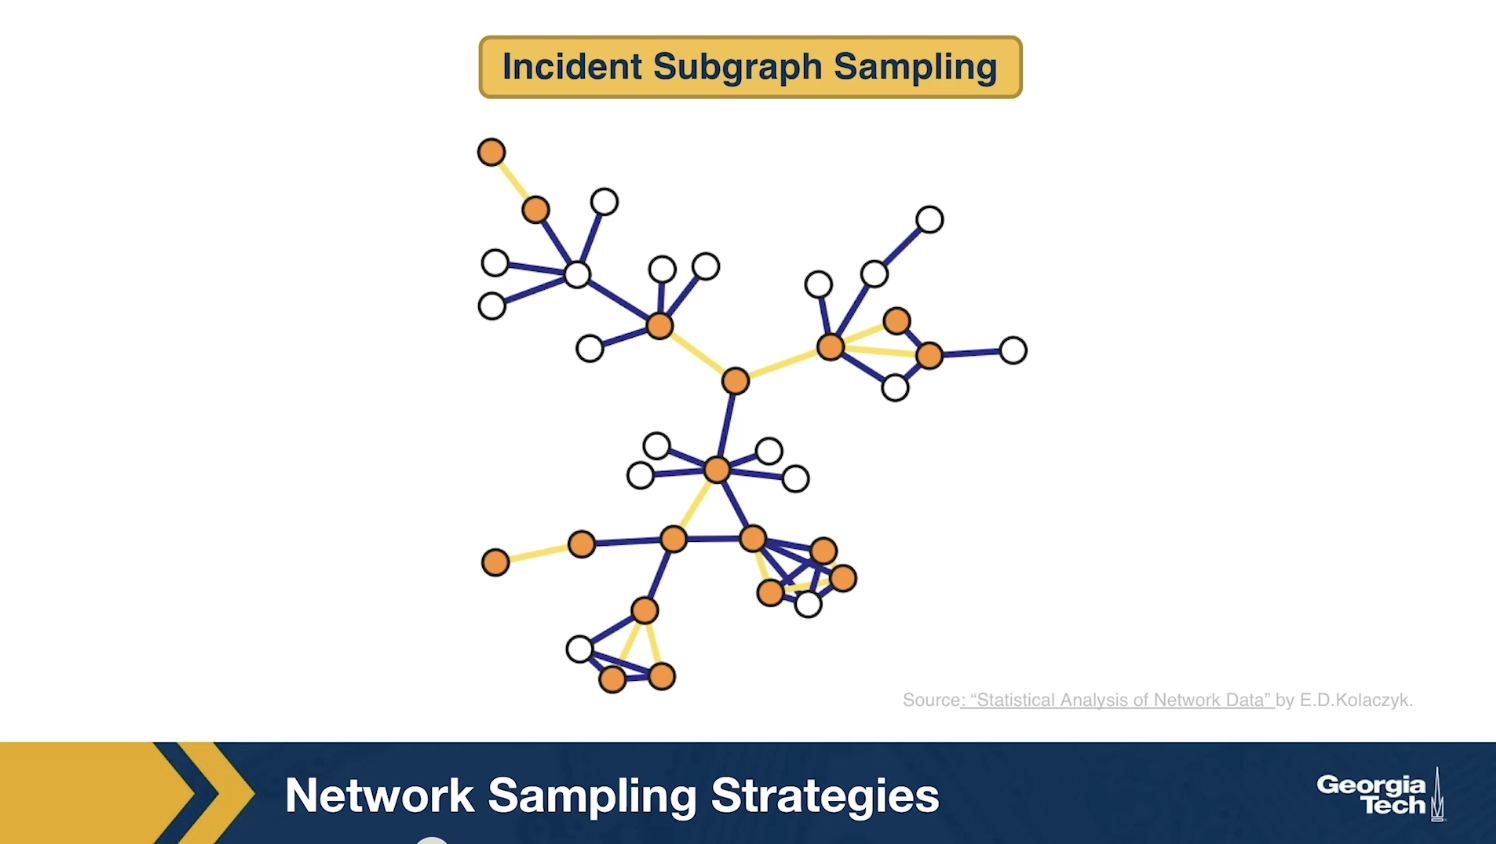 Incident Subgraph Sampling
Source: “Statistical Analysis of Network Data” by E.D.Kolaczyk.
Network Sampling Strategies
Georgia
Tech